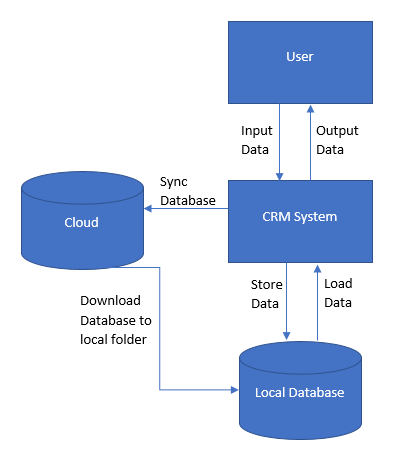 User
Input
Data
Output
Data
Sync
Database
Cloud
CRM System
Store
Data
Load
Data
Download
Database to
local folder
Local Database